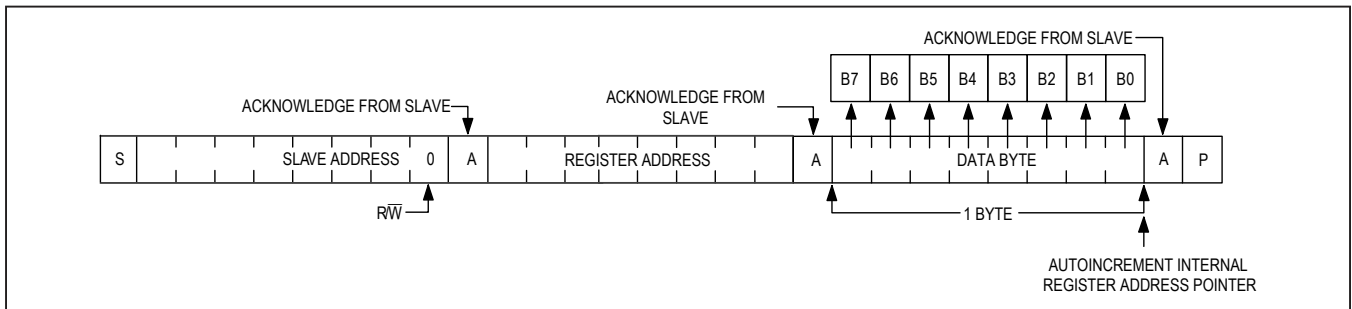 ACKNOWLEDGE FROM SLAVE
B7 B6 B5 B4 B3 B2 B1 B0
ACKNOWLEDGE FROM SLAVE
ACKNOWLEDGE FROM
SLAVE
S SLAVE ADDRESS 0 A REGISTER ADDRESS A DATA BYTE A P
R/W̅
1 BYTE
AUTOINCREMENT INTERNAL
REGISTER ADDRESS POINTER